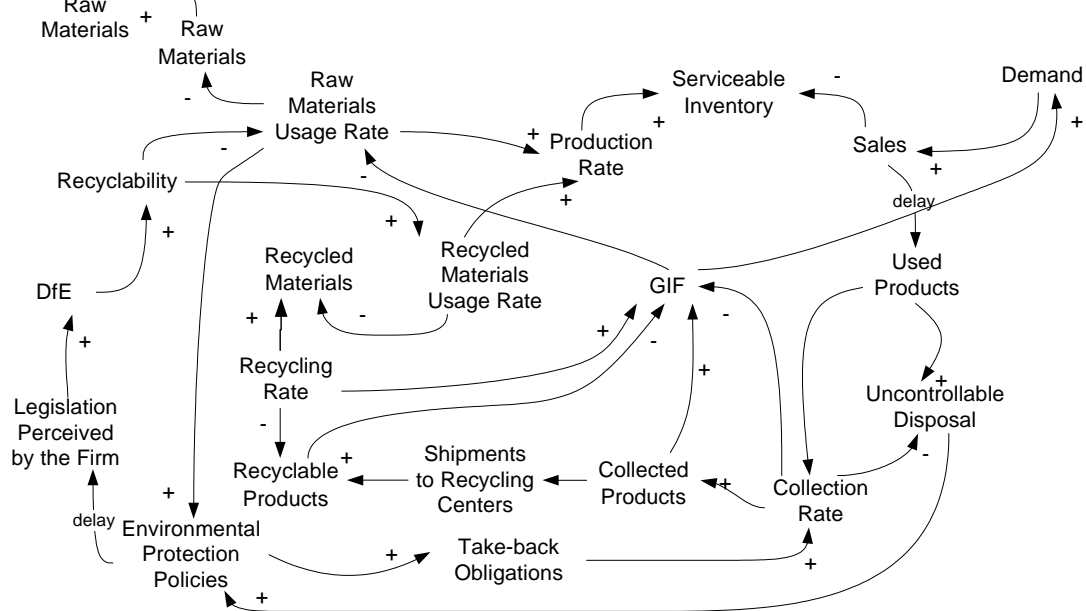 Raw
Materials
+
Raw
Materials
-
Raw
Materials
Usage Rate
-
Recyclability
+
+
Production
Rate
+
+
Serviceable
Inventory
-
Demand
+
Sales
+
delay
Used
Products
-
+
Recycled
Materials
Usage Rate
Recycled
Materials
+
-
GIF
-
+
-
+
DfE
+
Recycling
Rate
-
Legislation
Perceived
by the Firm
Recyclable
Products
+
Shipments
to Recycling
Centers
Collected
Products
+
Collection
Rate
+
Uncontrollable
Disposal
-
delay
+
Environmental
Protection
Policies
+
+
Take-back
Obligations
+